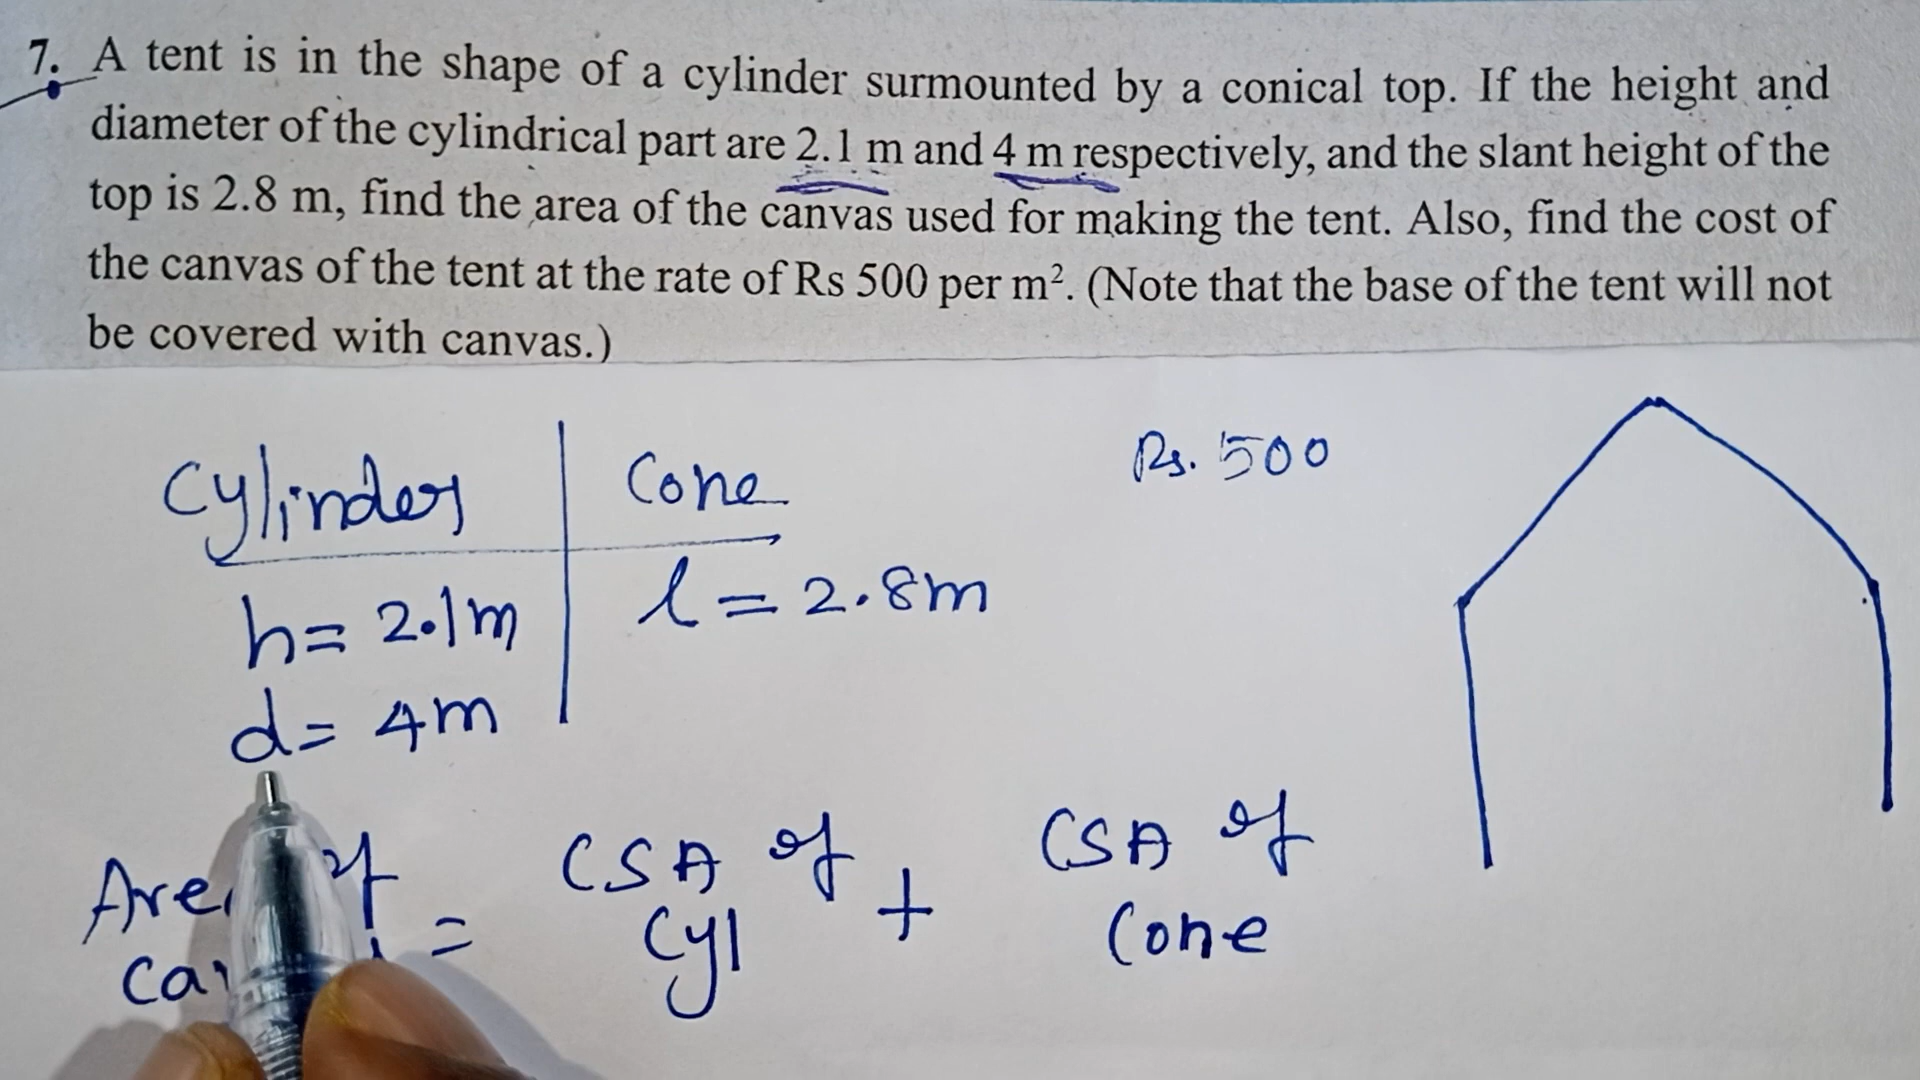 7. A tent is in the shape of a cylinder surmounted by a conical top. If the height and
diameter of the cylindrical part are 2.1 m and 4 m respectively, and the slant height of the
top is 2.8 m, find the area of the canvas used for making the tent. Also, find the cost of
the canvas of the tent at the rate of Rs 500 per m². (Note that the base of the tent will not
be covered with canvas.)
Cylinder Cone Rs. 500
h = 2.1m l = 2.8m
d = 4m
CSA of + CSA of
= Cyl Cone